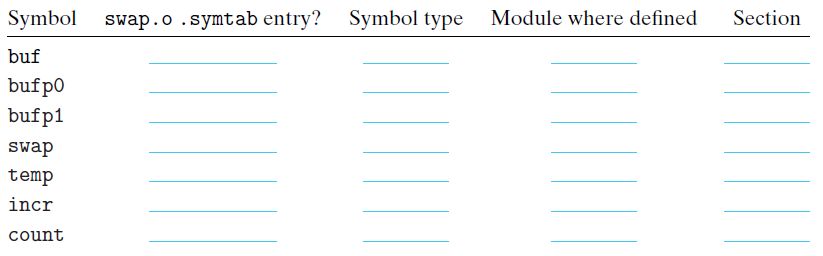 Symbol swap.o .symtab entry? Symbol type Module where defined Section
buf
bufp0
bufp1
swap
temp
incr
count